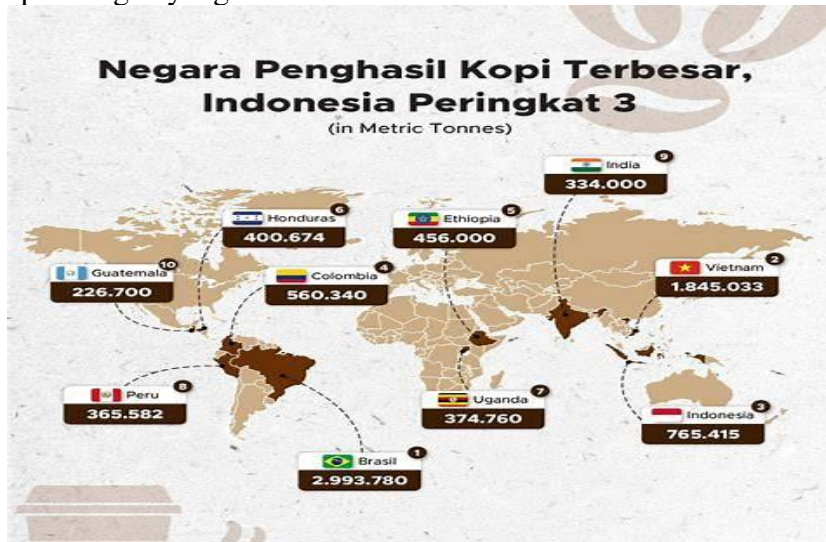 Negara Penghasil Kopi Terbesar,
Indonesia Peringkat 3
(in Metric Tonnes)
9
India
334.000
6
Honduras
400.674
5
Ethiopia
456.000
10
Guatemala
226.700
4
Colombia
560.340
2
Vietnam
1.845.033
8
Peru
365.582
7
Uganda
374.760
3
Indonesia
765.415
1
Brasil
2.993.780